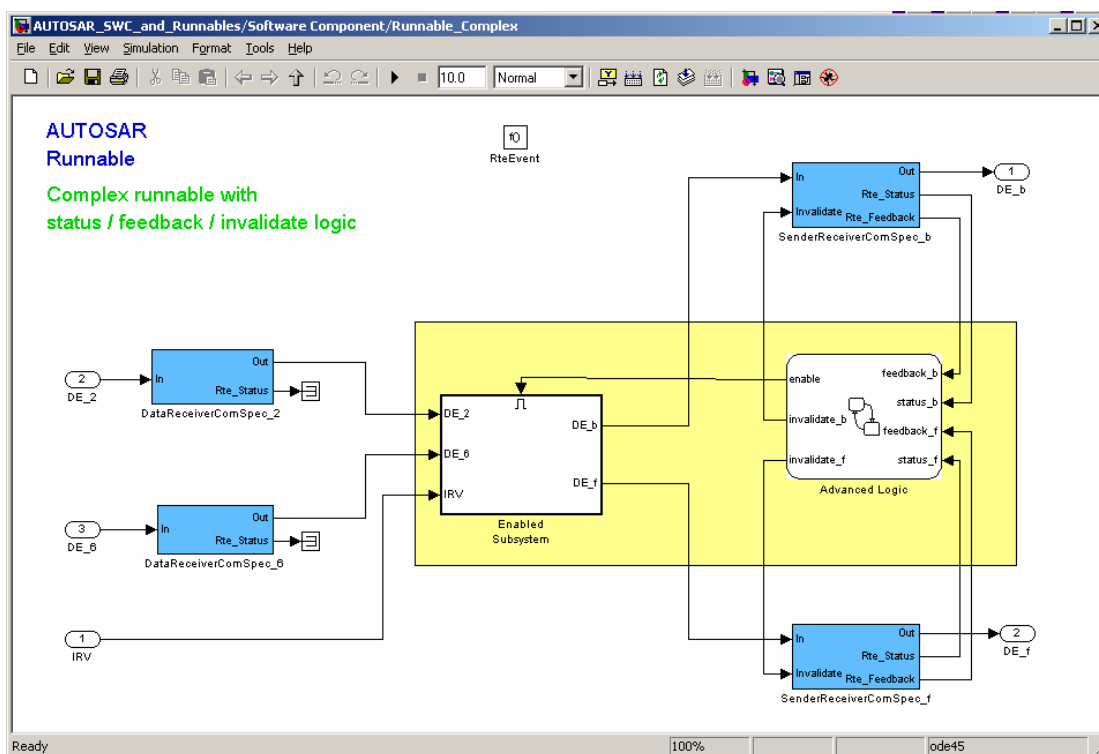 AUTOSAR_SWC_and_Runnables/Software Component/Runnable_Complex
File Edit View Simulation Format Tools Help
10.0 Normal
AUTOSAR
Runnable
Complex runnable with
status / feedback / invalidate logic
f()
RteEvent
In
Out
Rte_Status
Invalidate
Rte_Feedback
SenderReceiverComSpec_b
1
DE_b
2
DE_2
In
Out
Rte_Status
DataReceiverComSpec_2
3
DE_6
In
Out
Rte_Status
DataReceiverComSpec_6
1
IRV
DE_2
DE_6
IRV
DE_b
DE_f
Enabled
Subsystem
enable
invalidate_b
invalidate_f
feedback_b
status_b
feedback_f
status_f
Advanced Logic
In
Out
Rte_Status
Invalidate
Rte_Feedback
SenderReceiverComSpec_f
2
DE_f
Ready 100% ode45